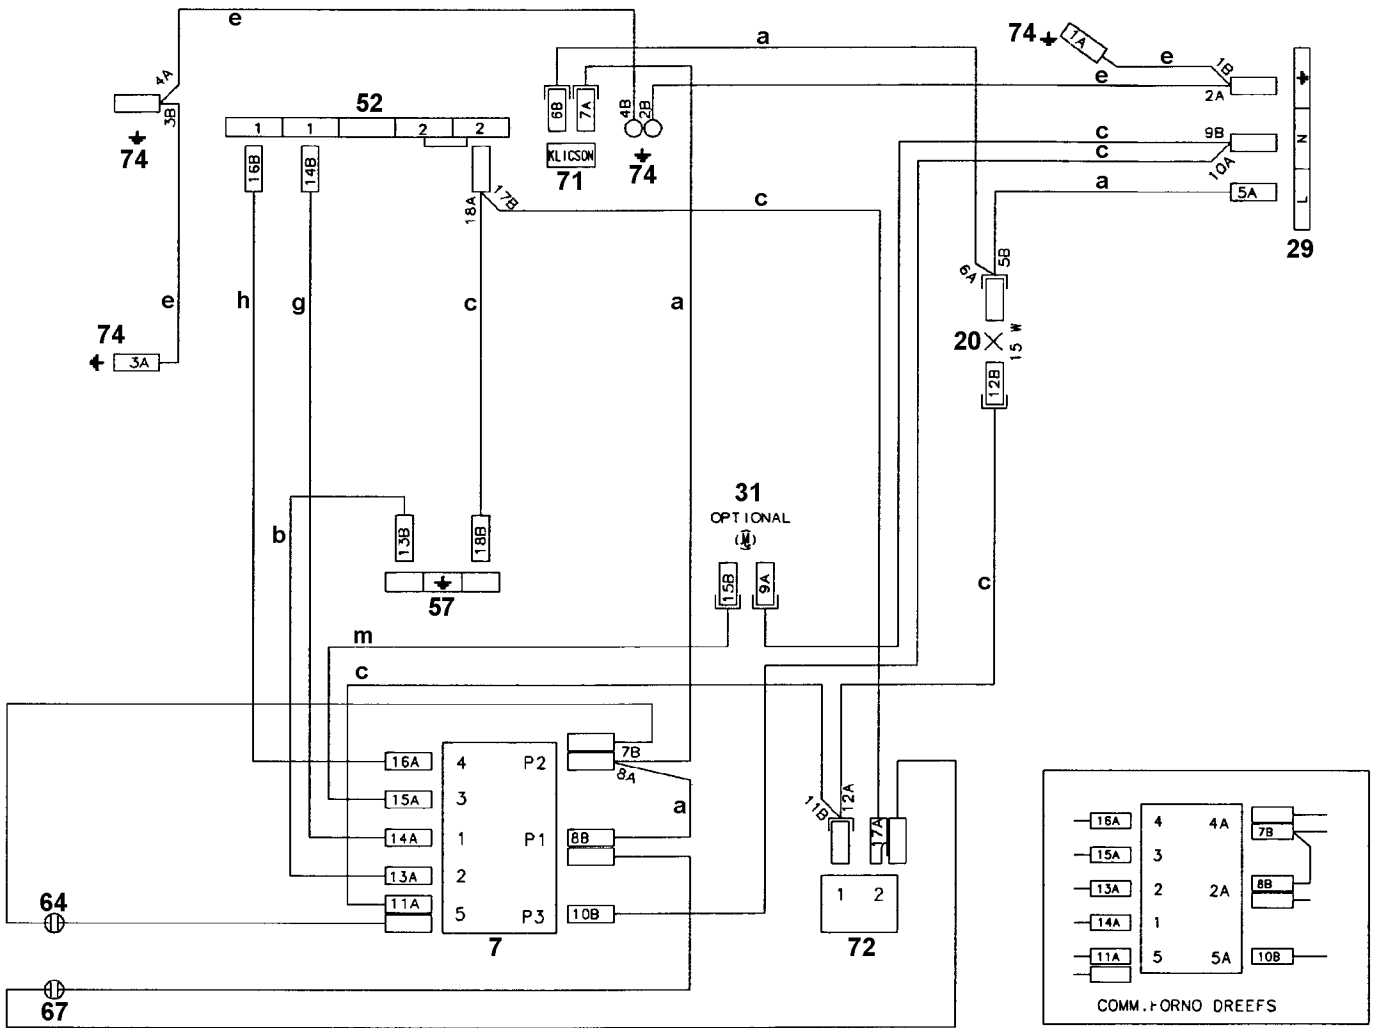 e
a
74
1A
e
1B
4A
3B
52
6B
7A
4B
2B
e
2A
1
1
2
2
74
KLICSON
71
74
c
9B
N
c
10A
16B
14B
17B
18A
c
a
5A
L
29
6A
5B
h
g
c
a
e
74
3A
20
15 W
12B
31
OPTIONAL
b
13B
18B
57
15B
9A
c
m
c
16A
4
P2
7B
8A
15A
3
a
14A
1
P1
8B
13A
2
11A
5
P3
10B
7
64
67
11B
12A
17A
1
2
72
16A
4
4A
7B
15A
3
13A
2
2A
8B
14A
1
11A
5
5A
10B
COMM.FORNO DREEFS